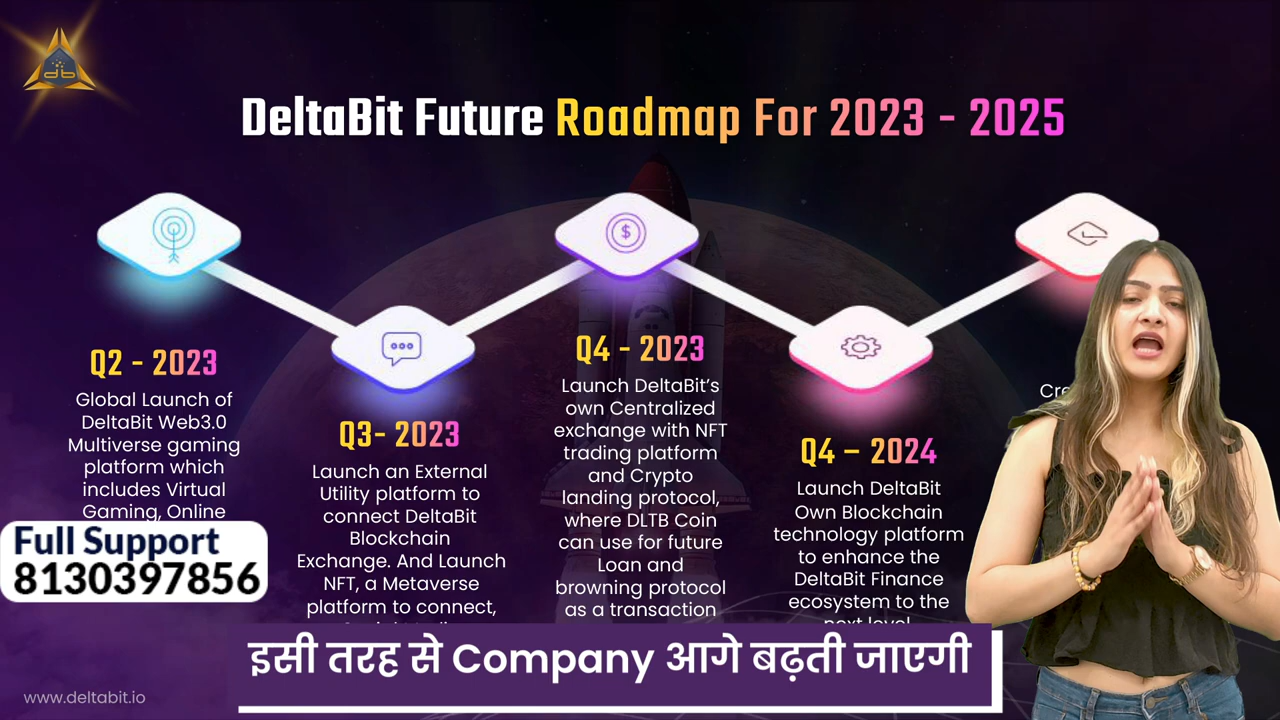 DeltaBit Future Roadmap For 2023 - 2025
Q2 - 2023
Global Launch of
DeltaBit Web3.0
Multiverse gaming
platform which
includes Virtual
Gaming, Online
Full Support
8130397856
Q3- 2023
Launch an External
Utility platform to
connect DeltaBit
Blockchain
Exchange. And Launch
NFT, a Metaverse
platform to connect,
Q4 - 2023
Launch DeltaBit’s
own Centralized
exchange with NFT
trading platform
and Crypto
landing protocol,
where DLTB Coin
can use for future
Loan and
browning protocol
as a transaction
Q4 – 2024
Launch DeltaBit
Own Blockchain
technology platform
to enhance the
DeltaBit Finance
ecosystem to the
next level
इसी तरह से Company आगे बढ़ती जाएगी
www.deltabit.io